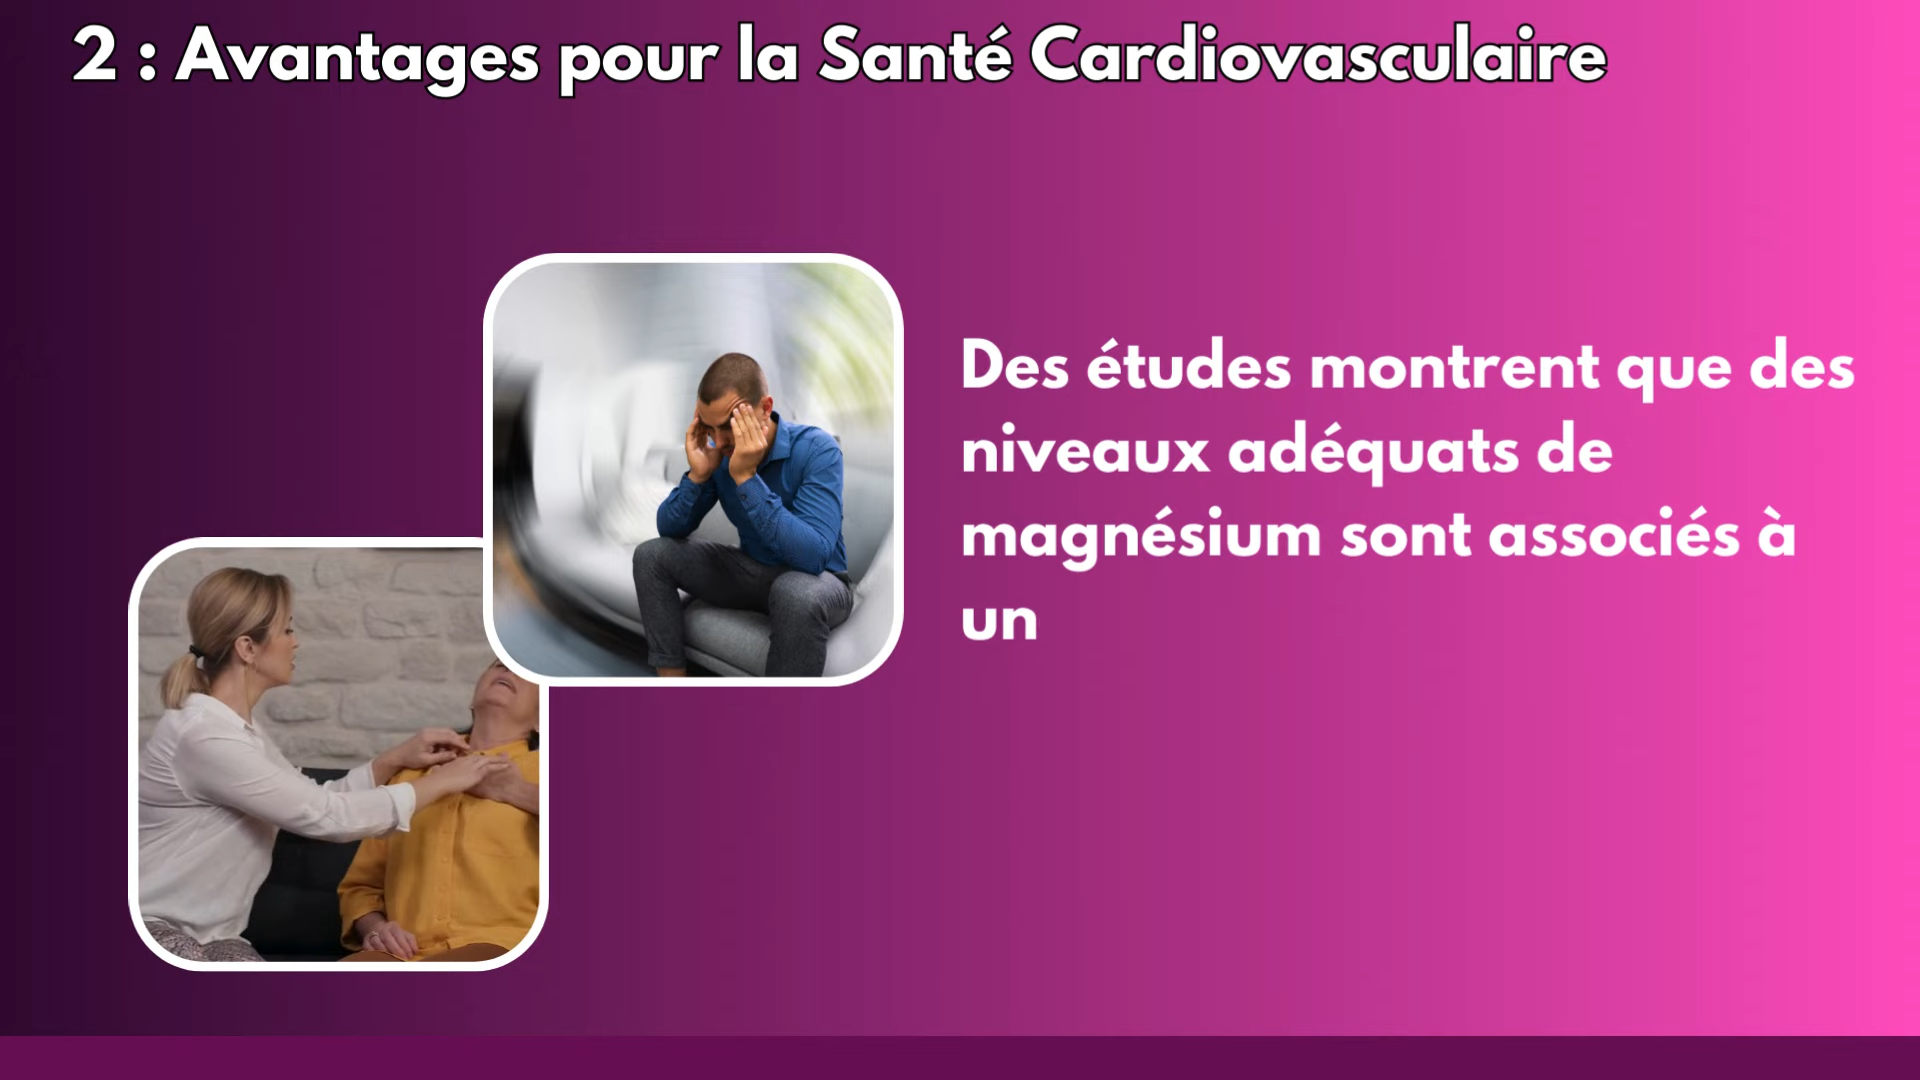 2 : Avantages pour la Santé Cardiovasculaire
Des études montrent que des
niveaux adéquats de
magnésium sont associés à
un